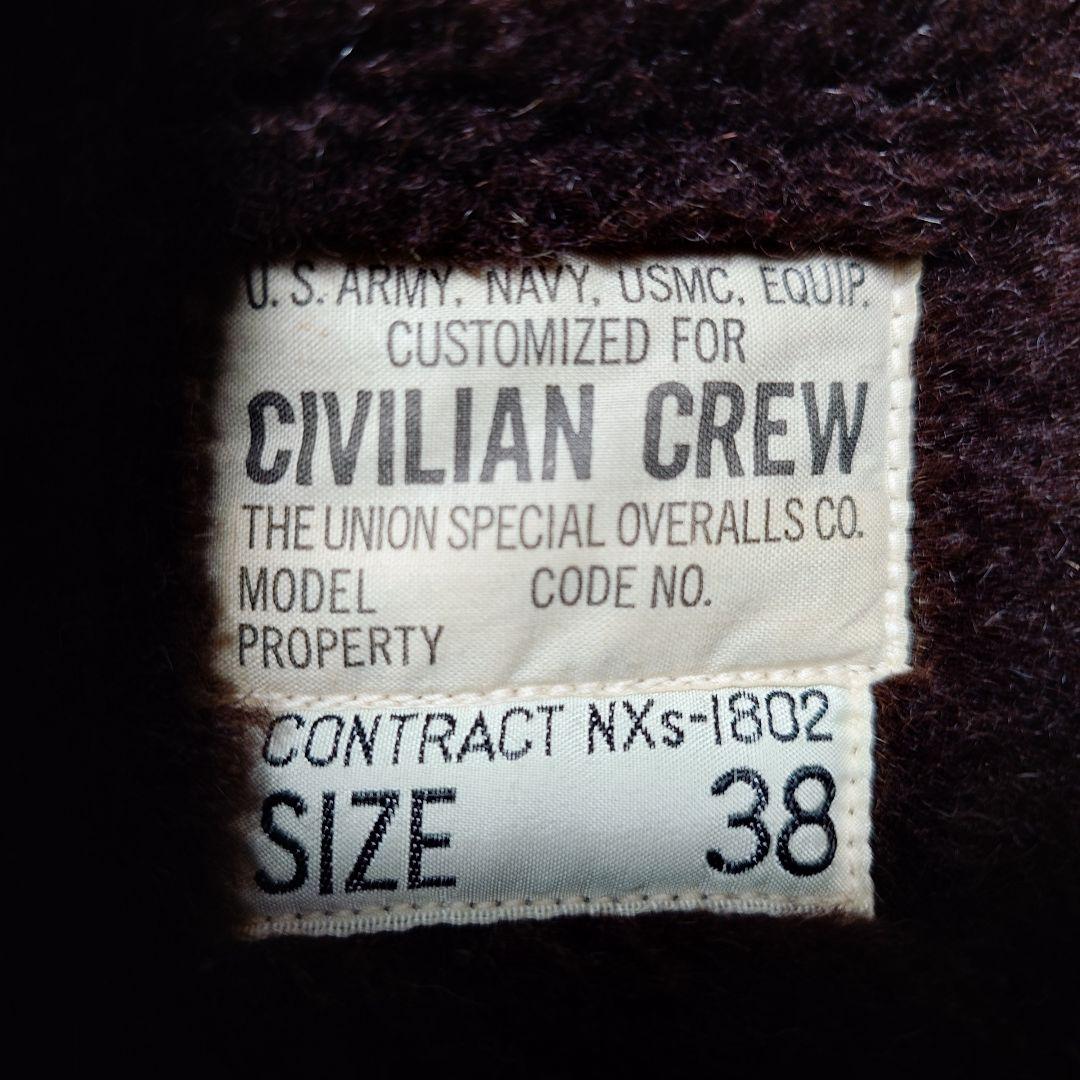 U.S. ARMY, NAVY, USMC, EQUIP.
CUSTOMIZED FOR
CIVILIAN CREW
THE UNION SPECIAL OVERALLS CO.
MODEL CODE NO.
PROPERTY
CONTRACT NXs-1802
SIZE 38